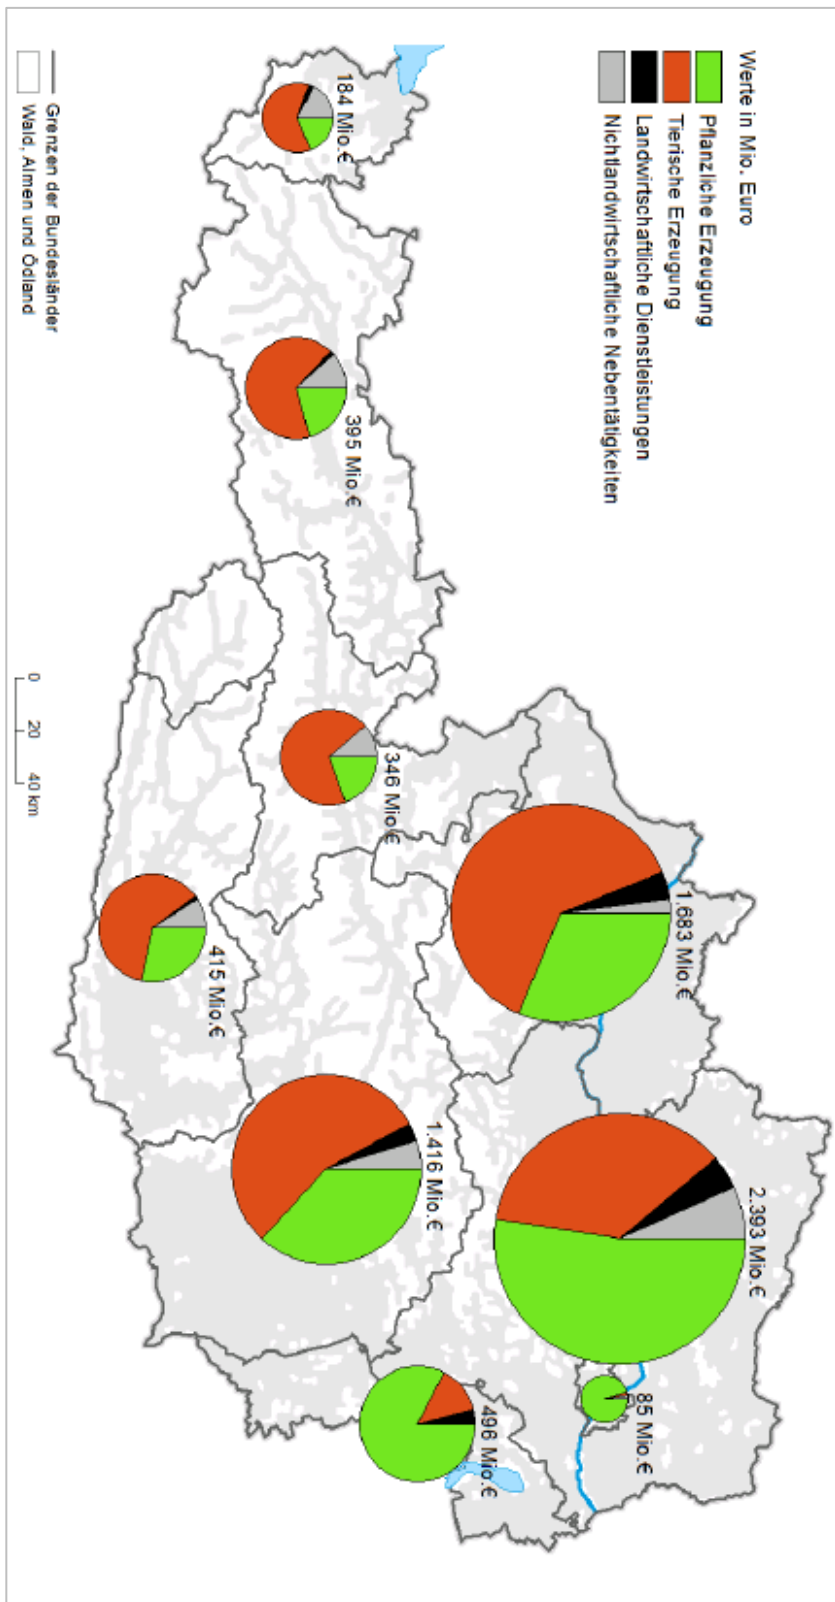 Werte in Mio. Euro
Pflanzliche Erzeugung
Tierische Erzeugung
Landwirtschaftliche Dienstleistungen
Nichtlandwirtschaftliche Nebentätigkeiten
2.393 Mio.€
85 Mio.€
1.683 Mio.€
496 Mio.€
1.416 Mio.€
346 Mio.€
395 Mio.€
184 Mio.€
415 Mio.€
Grenzen der Bundesländer
Wald, Almen und Ödland
0 20 40 km